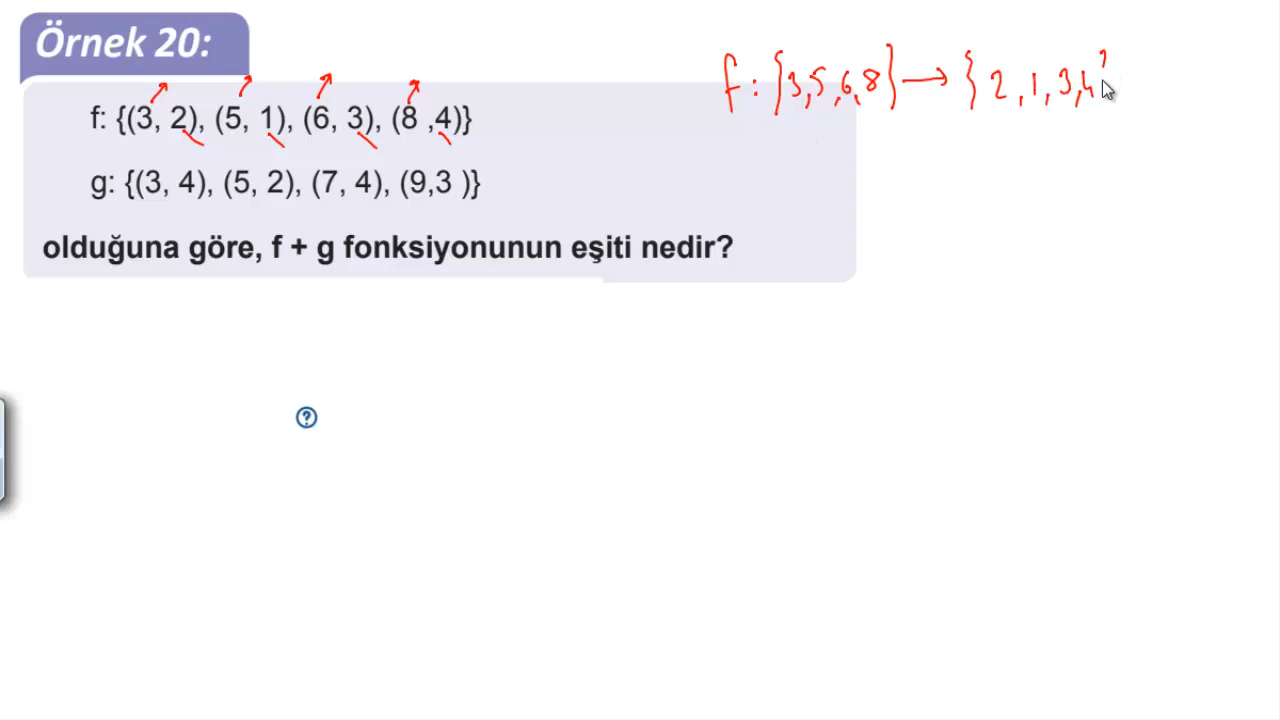 Örnek 20:
f: {3,5,6,8} → { 2,1,3,4
f: {(3, 2), (5, 1), (6, 3), (8 ,4)}
g: {(3, 4), (5, 2), (7, 4), (9,3 )}
olduğuna göre, f + g fonksiyonunun eşiti nedir?
?